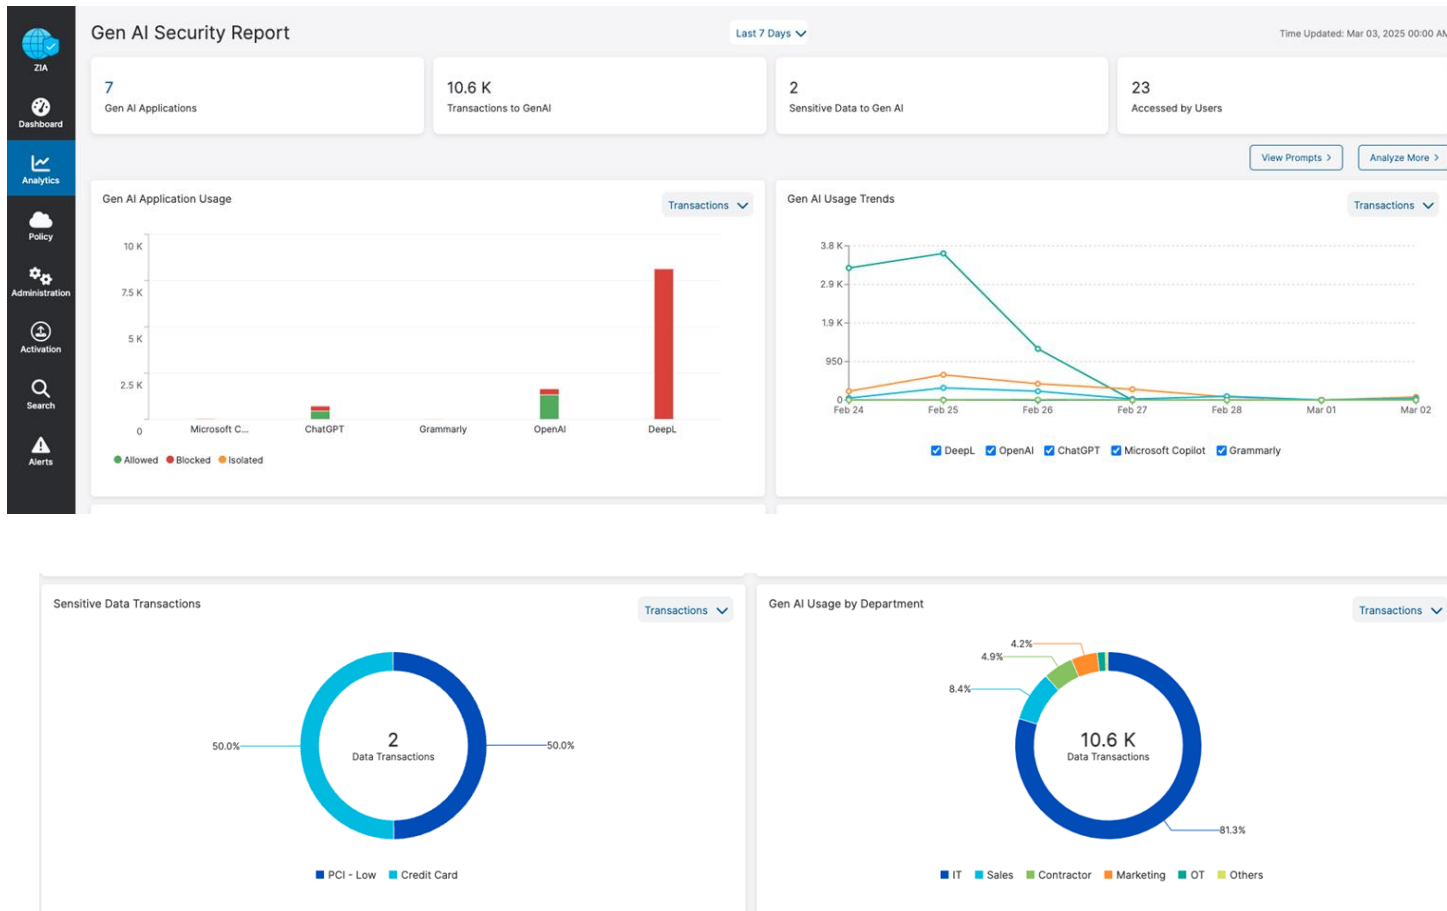 Gen AI Security Report
Last 7 Days
Time Updated: Mar 03, 2025 00:00 AM
ZIA
Dashboard
Analytics
Policy
Administration
Activation
Search
Alerts
7
Gen AI Applications
10.6 K
Transactions to GenAI
2
Sensitive Data to Gen AI
23
Accessed by Users
View Prompts >
Analyze More >
Gen AI Application Usage
Transactions
10 K
7.5 K
5 K
2.5 K
0
Microsoft C...
ChatGPT
Grammarly
OpenAI
DeepL
Allowed Blocked Isolated
Gen AI Usage Trends
Transactions
3.8 K
2.9 K
1.9 K
950
0
Feb 24
Feb 25
Feb 26
Feb 27
Feb 28
Mar 01
Mar 02
DeepL OpenAI ChatGPT Microsoft Copilot Grammarly
Sensitive Data Transactions
Transactions
50.0%
2
Data Transactions
50.0%
PCI - Low Credit Card
Gen AI Usage by Department
Transactions
4.2%
4.9%
8.4%
10.6 K
Data Transactions
81.3%
IT Sales Contractor Marketing OT Others